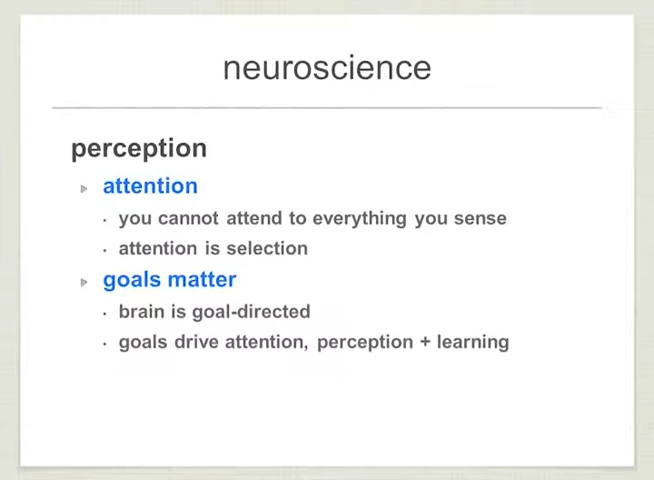 neuroscience
perception
attention
you cannot attend to everything you sense
attention is selection
goals matter
brain is goal-directed
goals drive attention, perception + learning